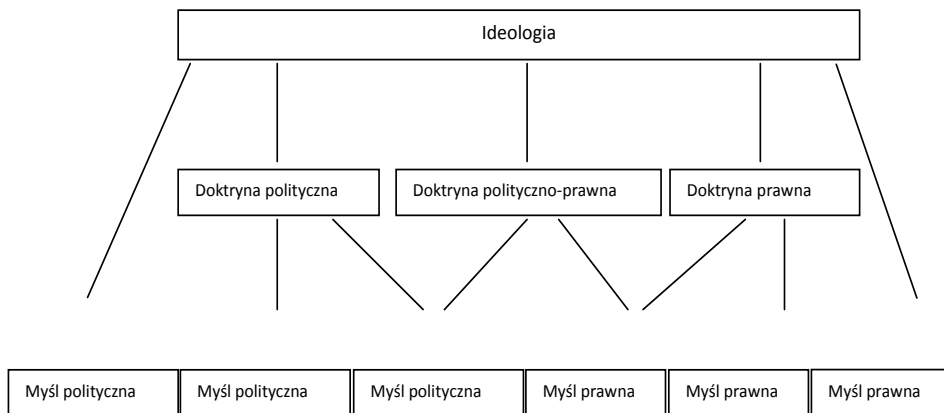 Ideologia
Doktryna polityczna
Doktryna polityczno-prawna
Doktryna prawna
Myśl polityczna
Myśl polityczna
Myśl polityczna
Myśl prawna
Myśl prawna
Myśl prawna